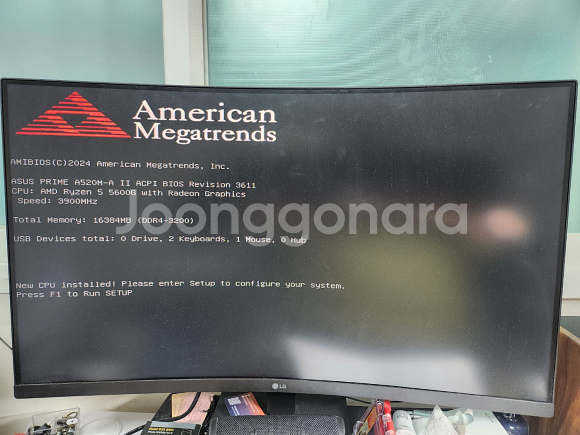 American
Megatrends
AMIBIOS(C)2024 American Megatrends, Inc.
ASUS PRIME A520M-A II ACPI BIOS Revision 3611
CPU: AMD Ryzen 5 5600G with Radeon Graphics
Speed: 3900MHz
Total Memory: 16384MB (DDR4-3200)
Joonggonara
USB Devices total: 0 Drive, 2 Keyboards, 1 Mouse, 0 Hub
New CPU installed! Please enter Setup to configure your system.
Press F1 to Run SETUP
LG